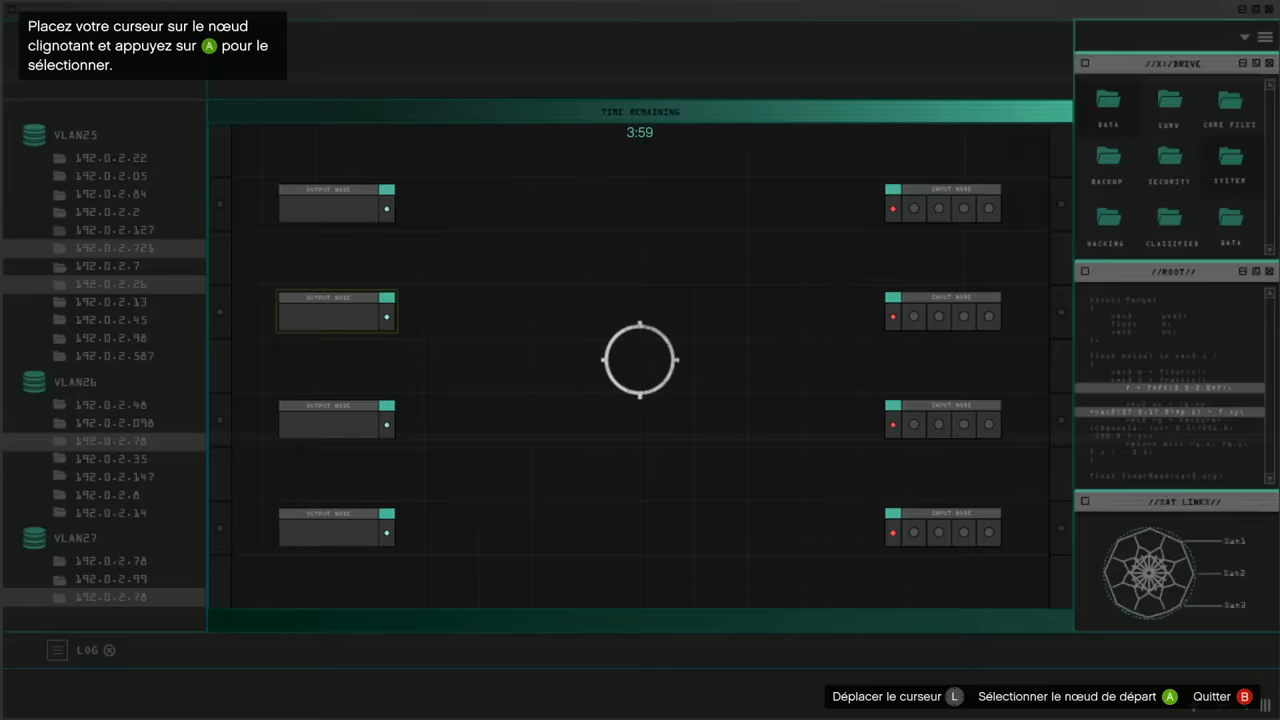 Placez votre curseur sur le nœud
clignotant et appuyez sur A pour le
sélectionner.
TIME REMAINING
3:59
VLAN25
192.0.2.22
192.0.2.05
192.0.2.84
192.0.2.2
192.0.2.127
192.0.2.721
192.0.2.7
192.0.2.26
192.0.2.13
192.0.2.45
192.0.2.98
192.0.2.587
VLAN26
192.0.2.48
192.0.2.098
192.0.2.78
192.0.2.35
192.0.2.147
192.0.2.8
192.0.2.14
VLAN27
192.0.2.78
192.0.2.99
192.0.2.78
OUTPUT NODE
INPUT NODE
OUTPUT NODE
INPUT NODE
OUTPUT NODE
INPUT NODE
OUTPUT NODE
INPUT NODE
//X:/DRIVE
DATA
SURV
CORE FILES
BACKUP
SECURITY
SYSTEM
HACKING
CLASSIFIED
DATA
//ROOT//
struct Target
//SAT LINKS//
Sat1
Sat2
Sat3
LOG
Déplacer le curseur L Sélectionner le nœud de départ A Quitter B